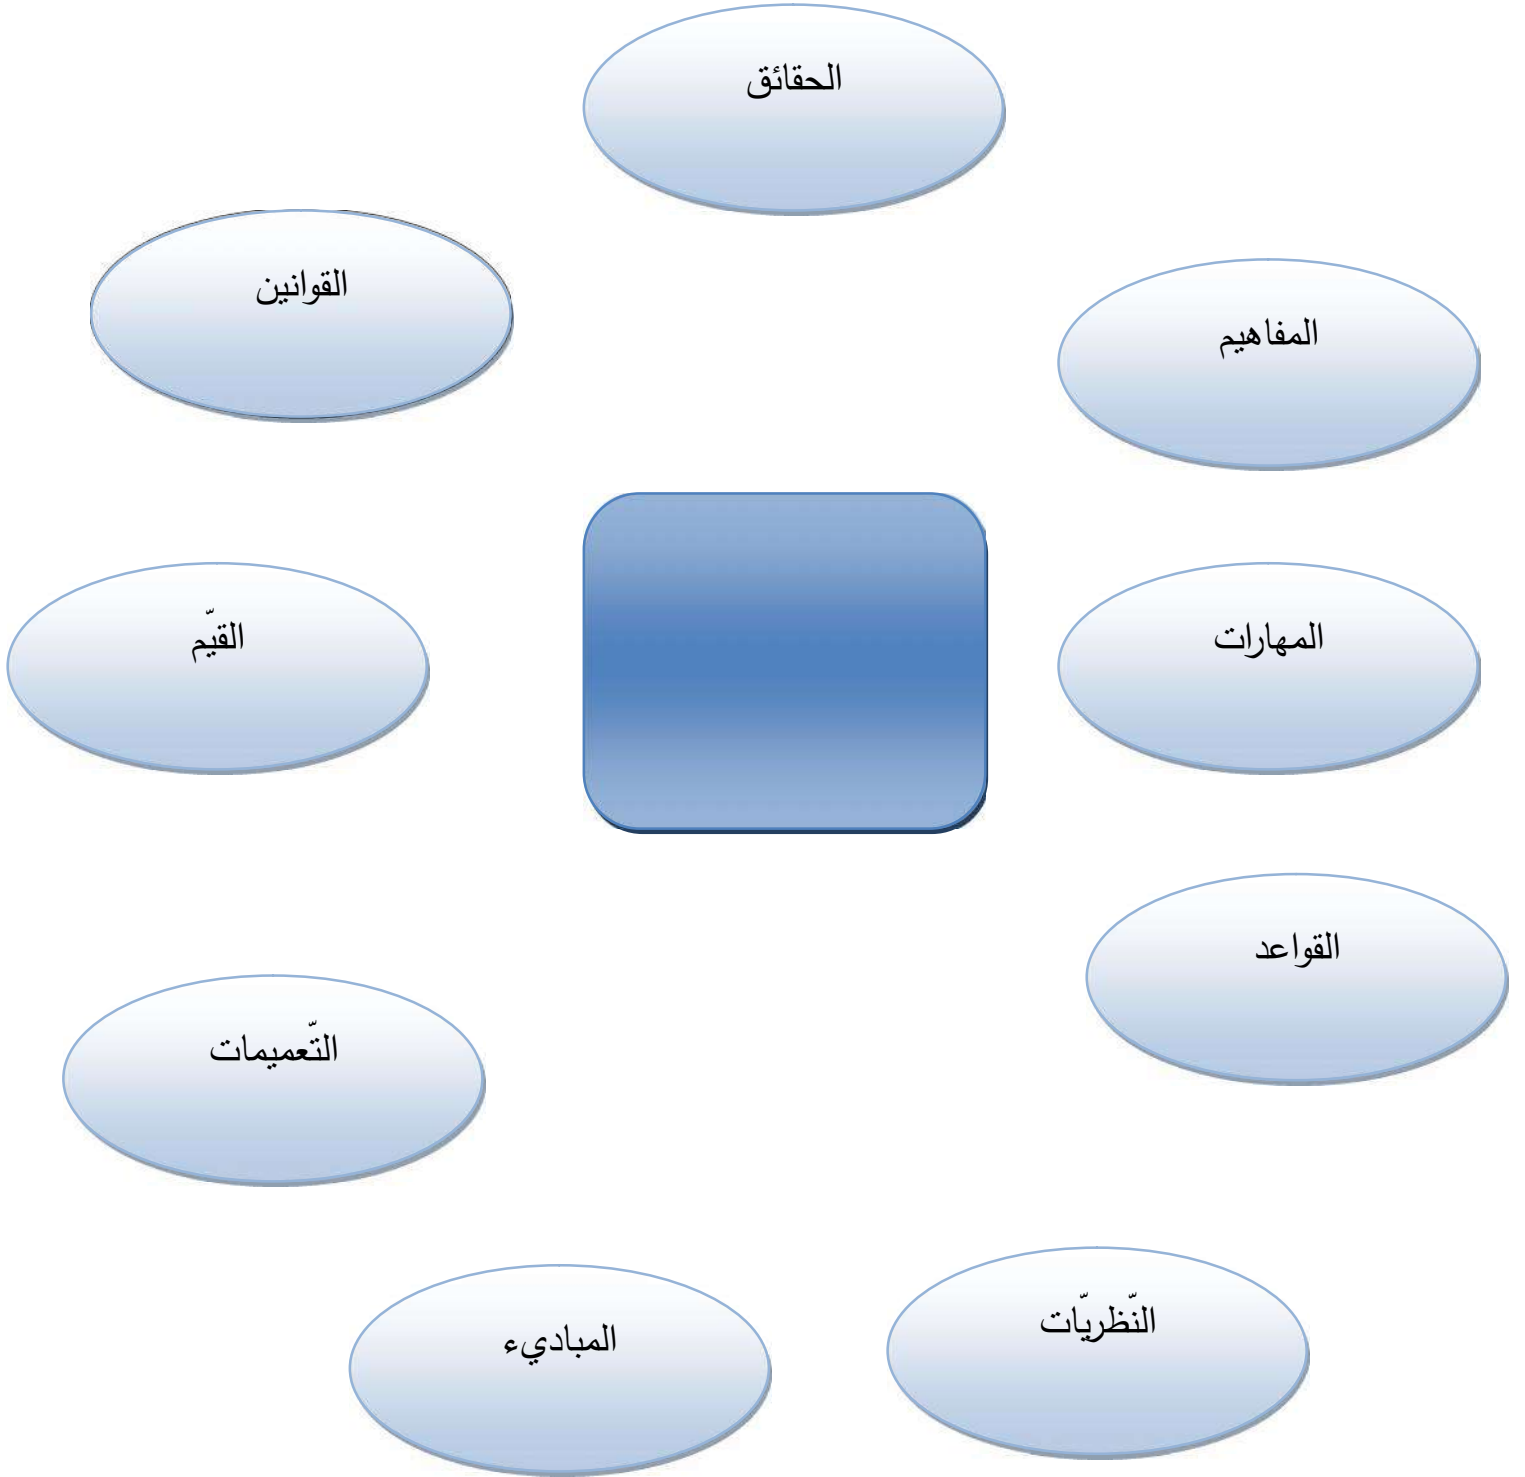 الحقائق
القوانين
المفاهيم
القيّم
المهارات
القواعد
التّعميمات
النّظريّات
المباديء